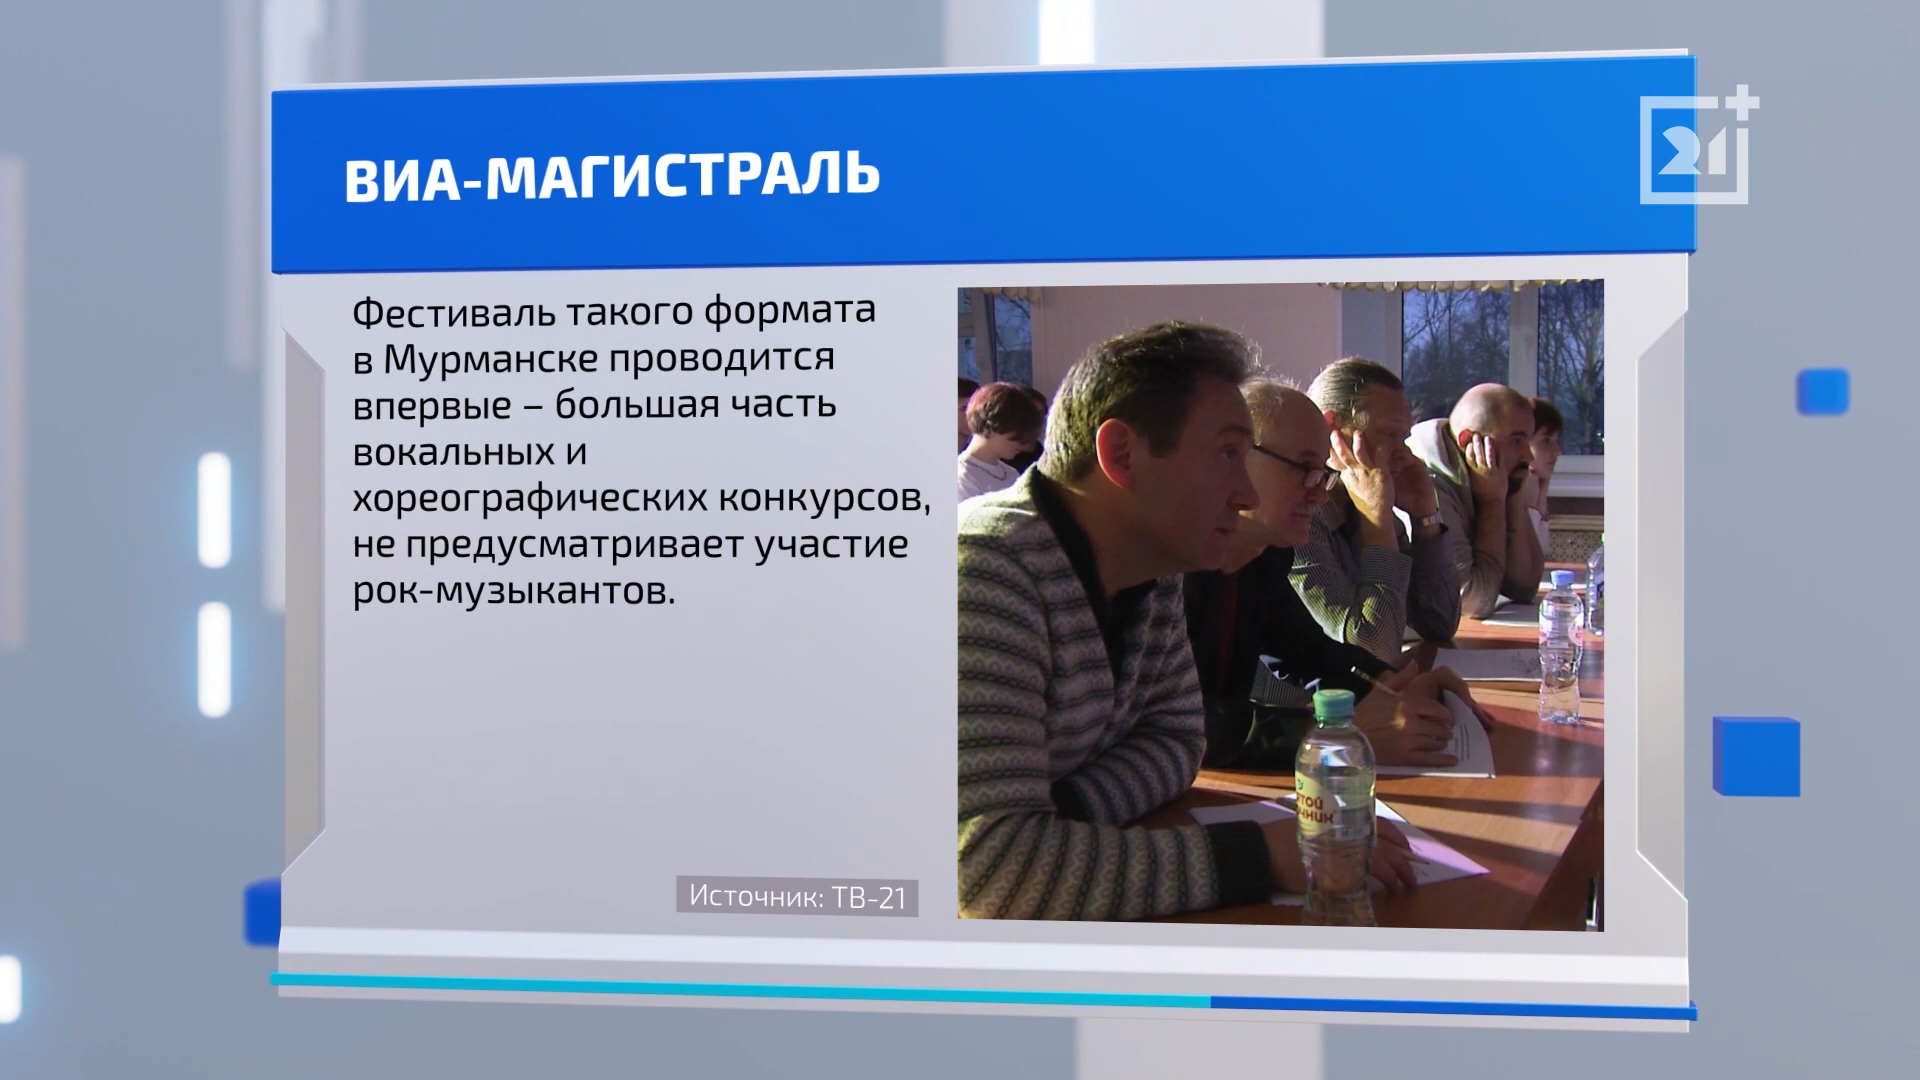 21+
ВИА-МАГИСТРАЛЬ
Фестиваль такого формата
в Мурманске проводится
впервые – большая часть
вокальных и
хореографических конкурсов,
не предусматривает участие
рок-музыкантов.
Источник: ТВ-21